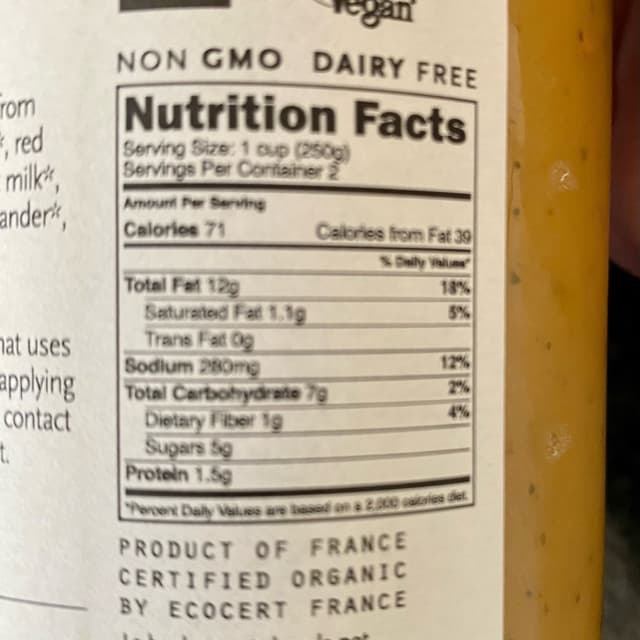 vegan
NON GMO DAIRY FREE
rom
, red
milk*,
ander*,
hat uses
applying
contact
t.
Nutrition Facts
Serving Size: 1 cup (250g)
Servings Per Container 2
Amount Per Serving
Calories 71 Calories from Fat 39
% Daily Values*
Total Fat 12g 18%
Saturated Fat 1.1g 5%
Trans Fat 0g
Sodium 280mg 12%
Total Carbohydrate 7g 2%
Dietary Fiber 1g 4%
Sugars 5g
Protein 1.5g
*Percent Daily Values are based on a 2,000 calories diet.
PRODUCT OF FRANCE
CERTIFIED ORGANIC
BY ECOCERT FRANCE